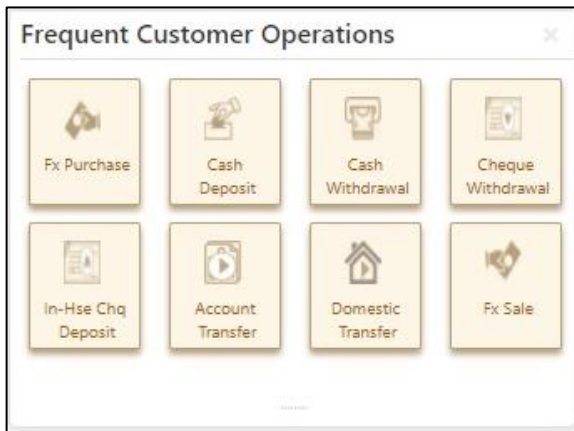 Frequent Customer Operations
Fx Purchase
Cash
Deposit
Cash
Withdrawal
Cheque
Withdrawal
In-Hse Chq
Deposit
Account
Transfer
Domestic
Transfer
Fx Sale